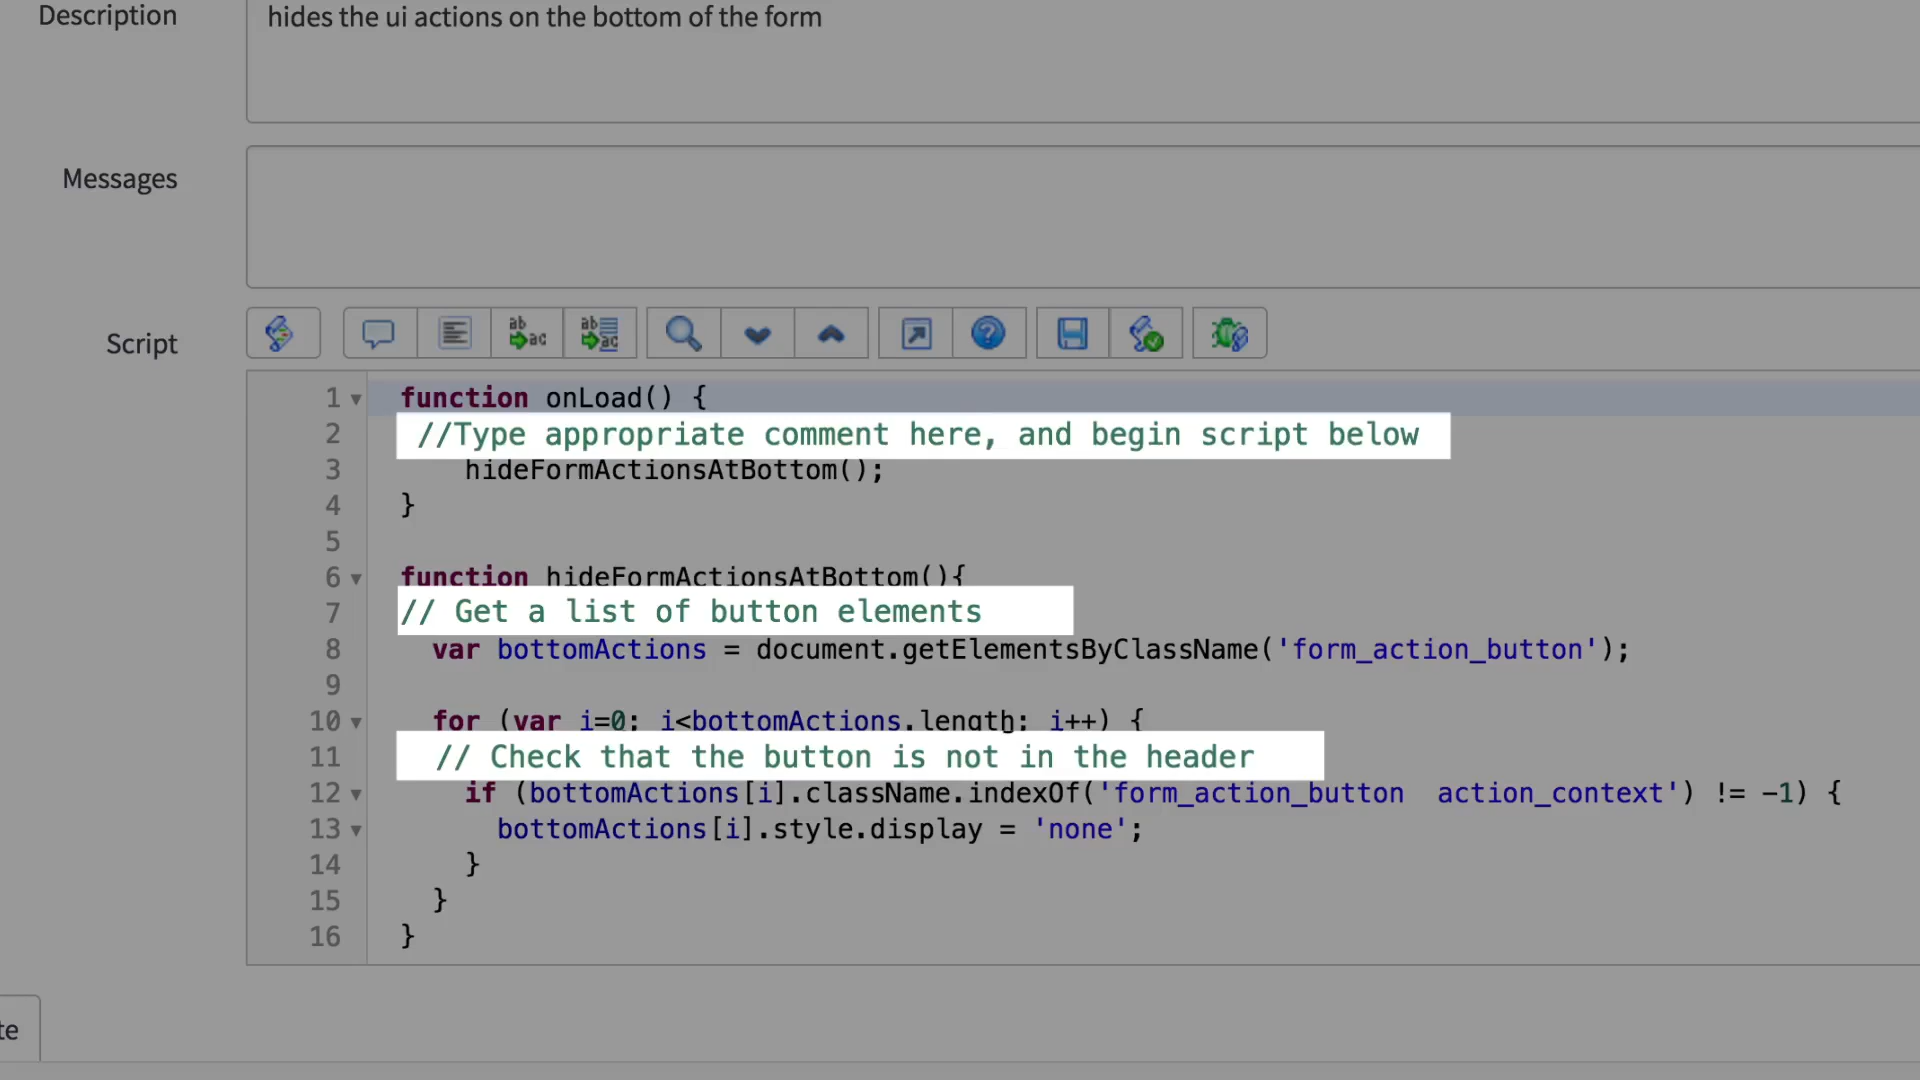 Description
hides the ui actions on the bottom of the form
Messages
Script
1 function onLoad() {
2 //Type appropriate comment here, and begin script below
3 hideFormActionsAtBottom();
4 }
5
6 function hideFormActionsAtBottom(){
7 // Get a list of button elements
8 var bottomActions = document.getElementsByClassName('form_action_button');
9
10 for (var i=0; i<bottomActions.length; i++) {
11 // Check that the button is not in the header
12 if (bottomActions[i].className.indexOf('form_action_button  action_context') != -1) {
13 bottomActions[i].style.display = 'none';
14 }
15 }
16 }
te